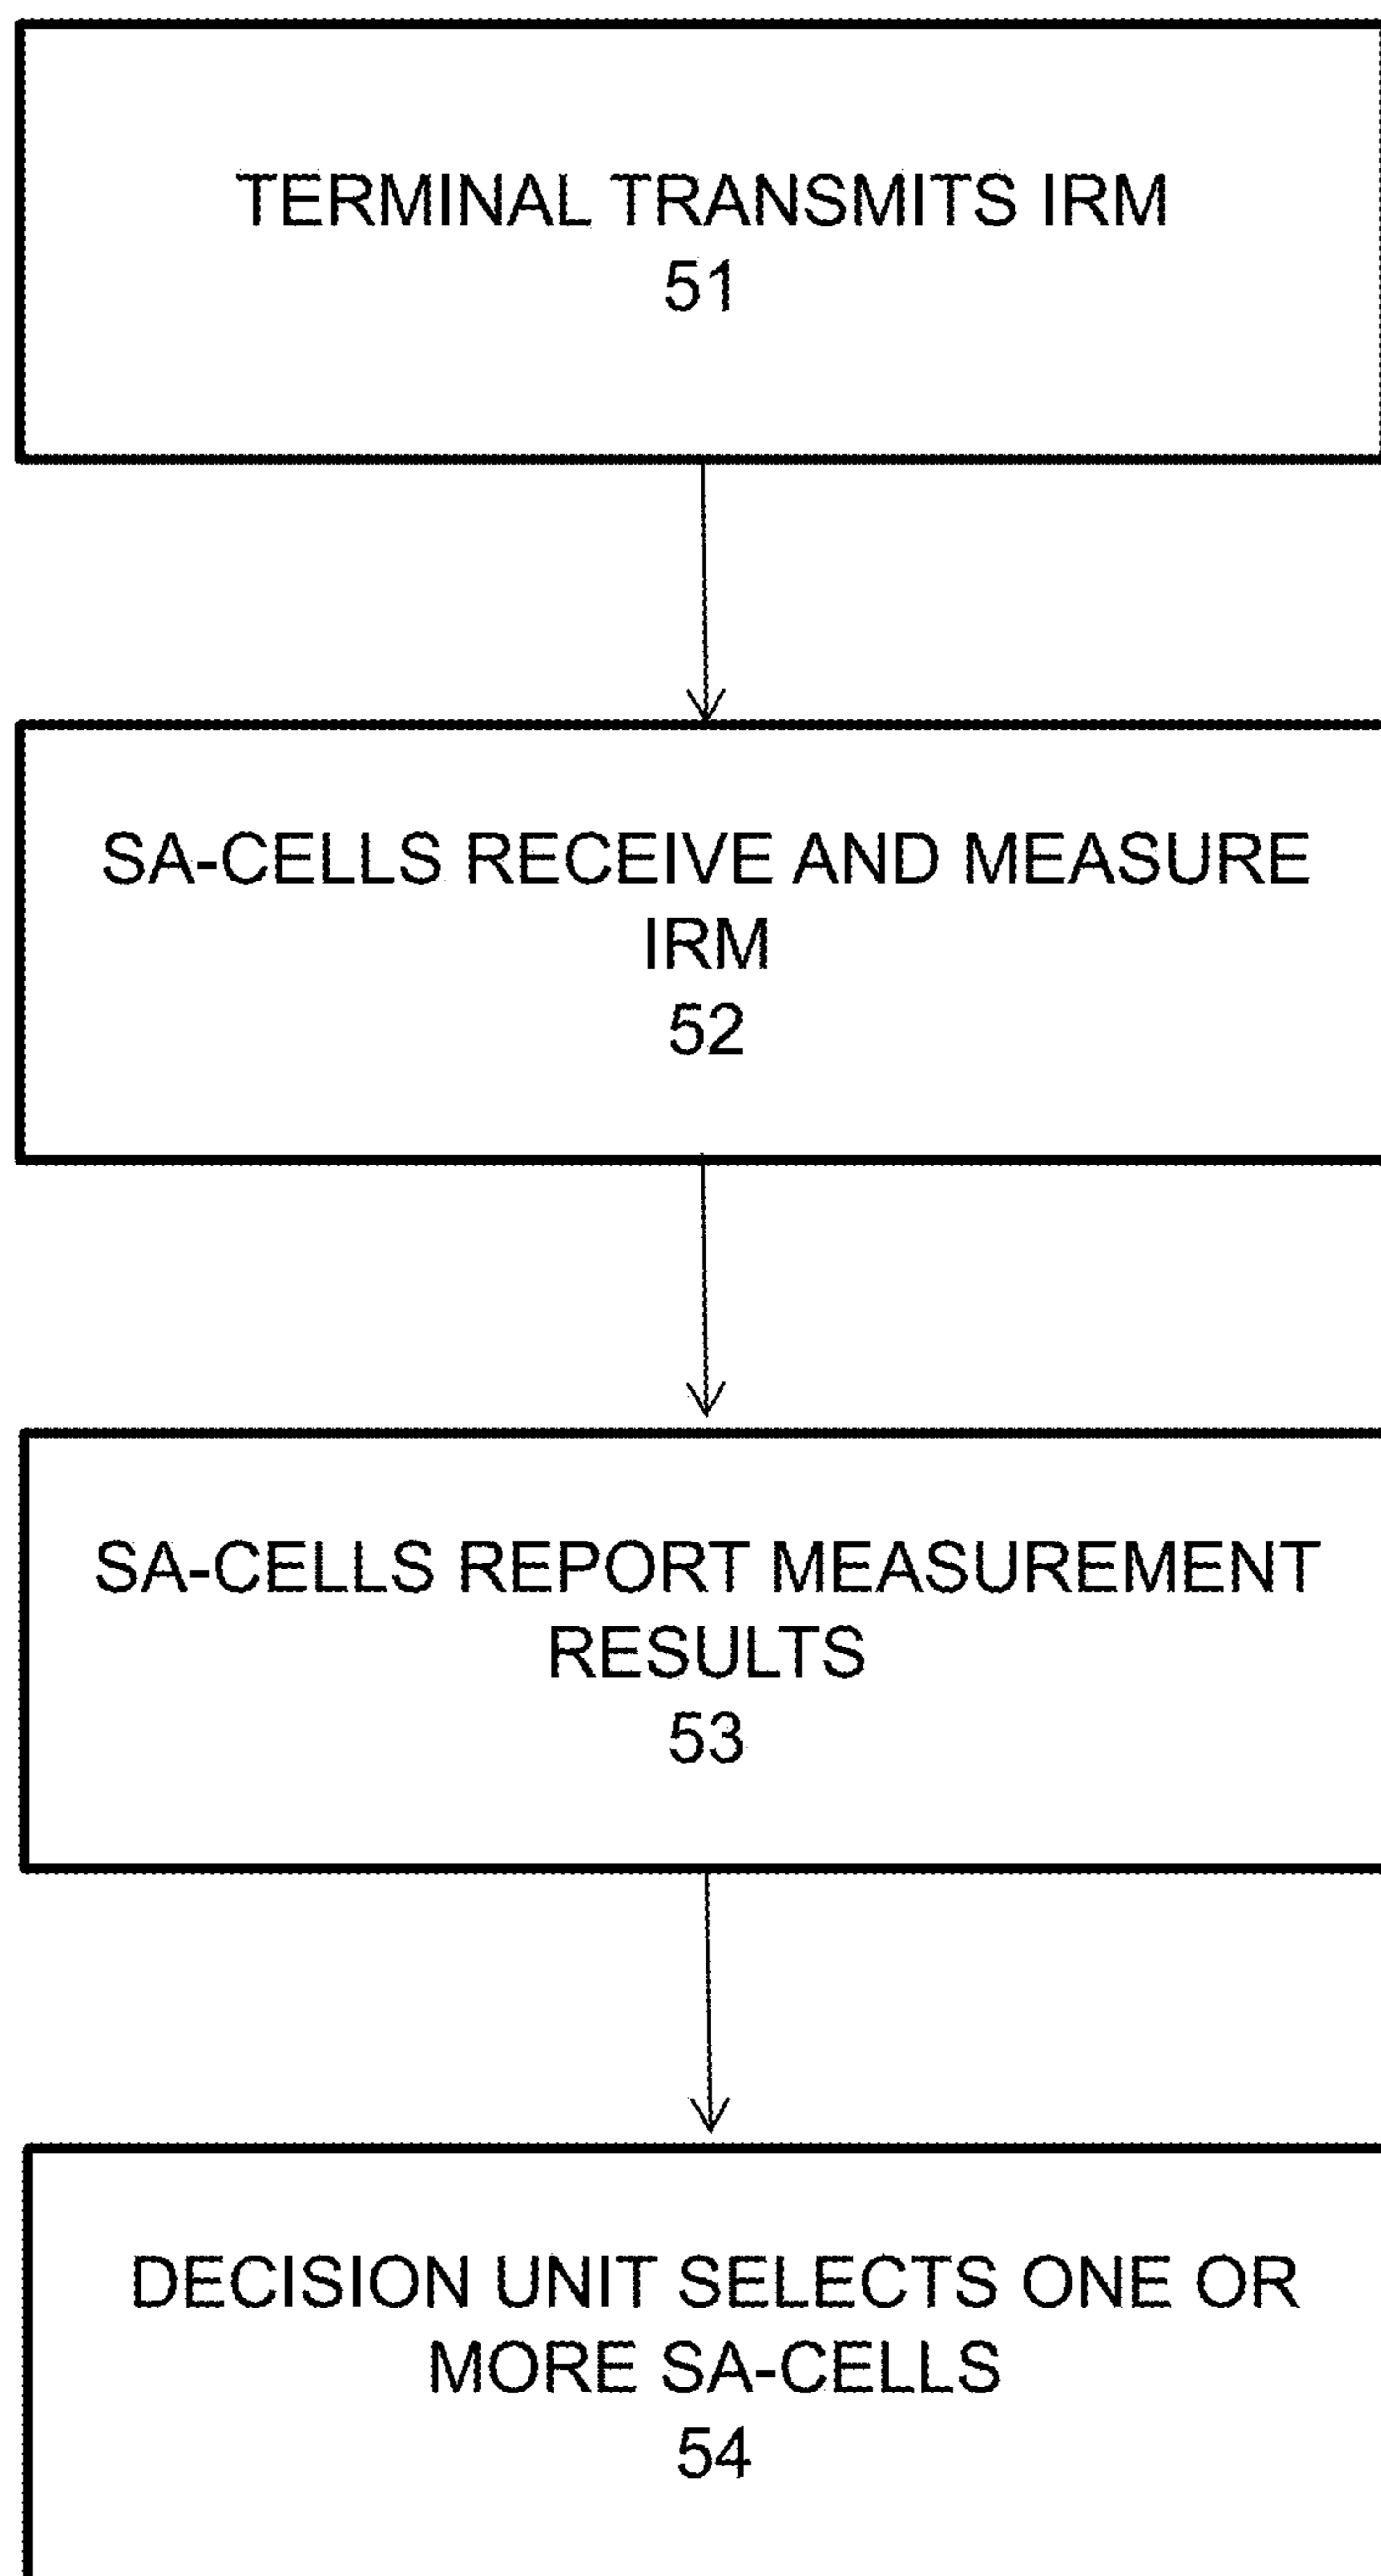 TERMINAL TRANSMITS IRM
51
SA-CELLS RECEIVE AND MEASURE
IRM
52
SA-CELLS REPORT MEASUREMENT
RESULTS
53
DECISION UNIT SELECTS ONE OR
MORE SA-CELLS
54